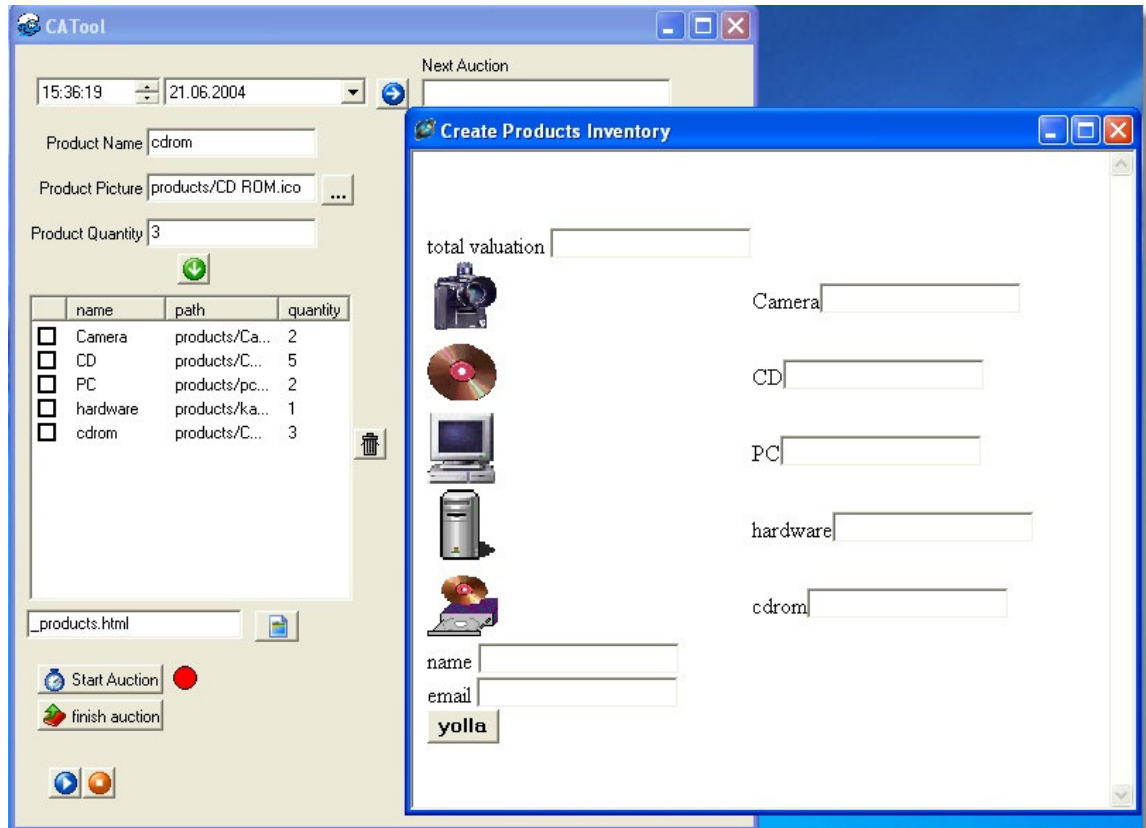 CATool
Next Auction
15:36:19
21.06.2004
Product Name cdrom
Product Picture products/CD ROM.ico ...
Product Quantity 3
name path quantity
Camera products/Ca... 2
CD products/C... 5
PC products/pc... 2
hardware products/ka... 1
cdrom products/C... 3
_products.html
Start Auction
finish auction
Create Products Inventory
total valuation
Camera
CD
PC
hardware
cdrom
name
email
yolla